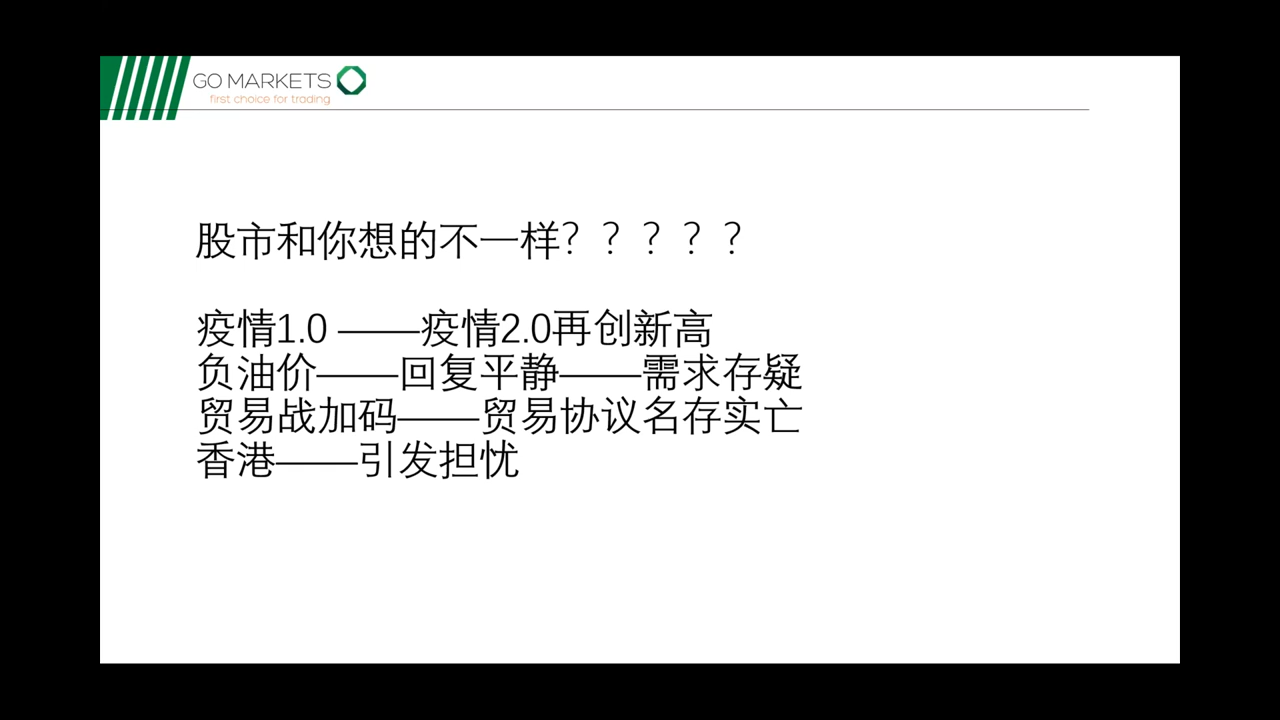 GO MARKETS
first choice for trading
股市和你想的不一样？？？？？
疫情1.0 ——疫情2.0再创新高
负油价——回复平静——需求存疑
贸易战加码——贸易协议名存实亡
香港——引发担忧